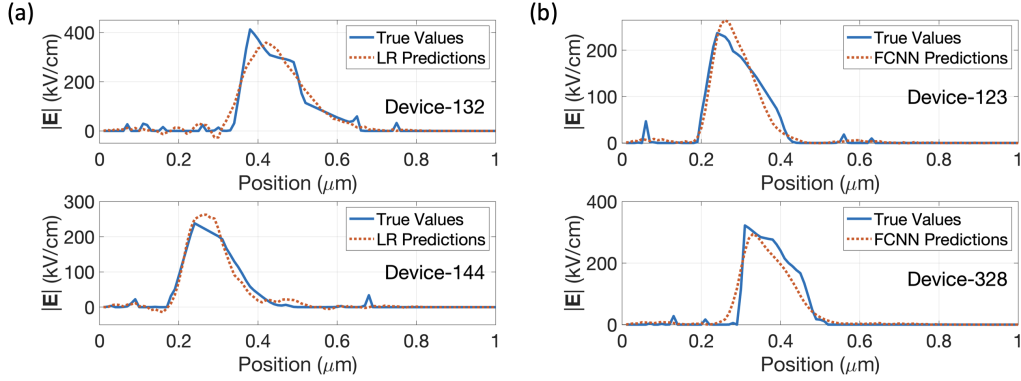 (a)
400
200
0
|E| (kV/cm)
True Values
LR Predictions
Device-132
0 0.2 0.4 0.6 0.8 1
Position (μm)
300
200
100
0
|E| (kV/cm)
True Values
LR Predictions
Device-144
0 0.2 0.4 0.6 0.8 1
Position (μm)
(b)
200
100
0
|E| (kV/cm)
True Values
FCNN Predictions
Device-123
0 0.2 0.4 0.6 0.8 1
Position (μm)
400
200
0
|E| (kV/cm)
True Values
FCNN Predictions
Device-328
0 0.2 0.4 0.6 0.8 1
Position (μm)